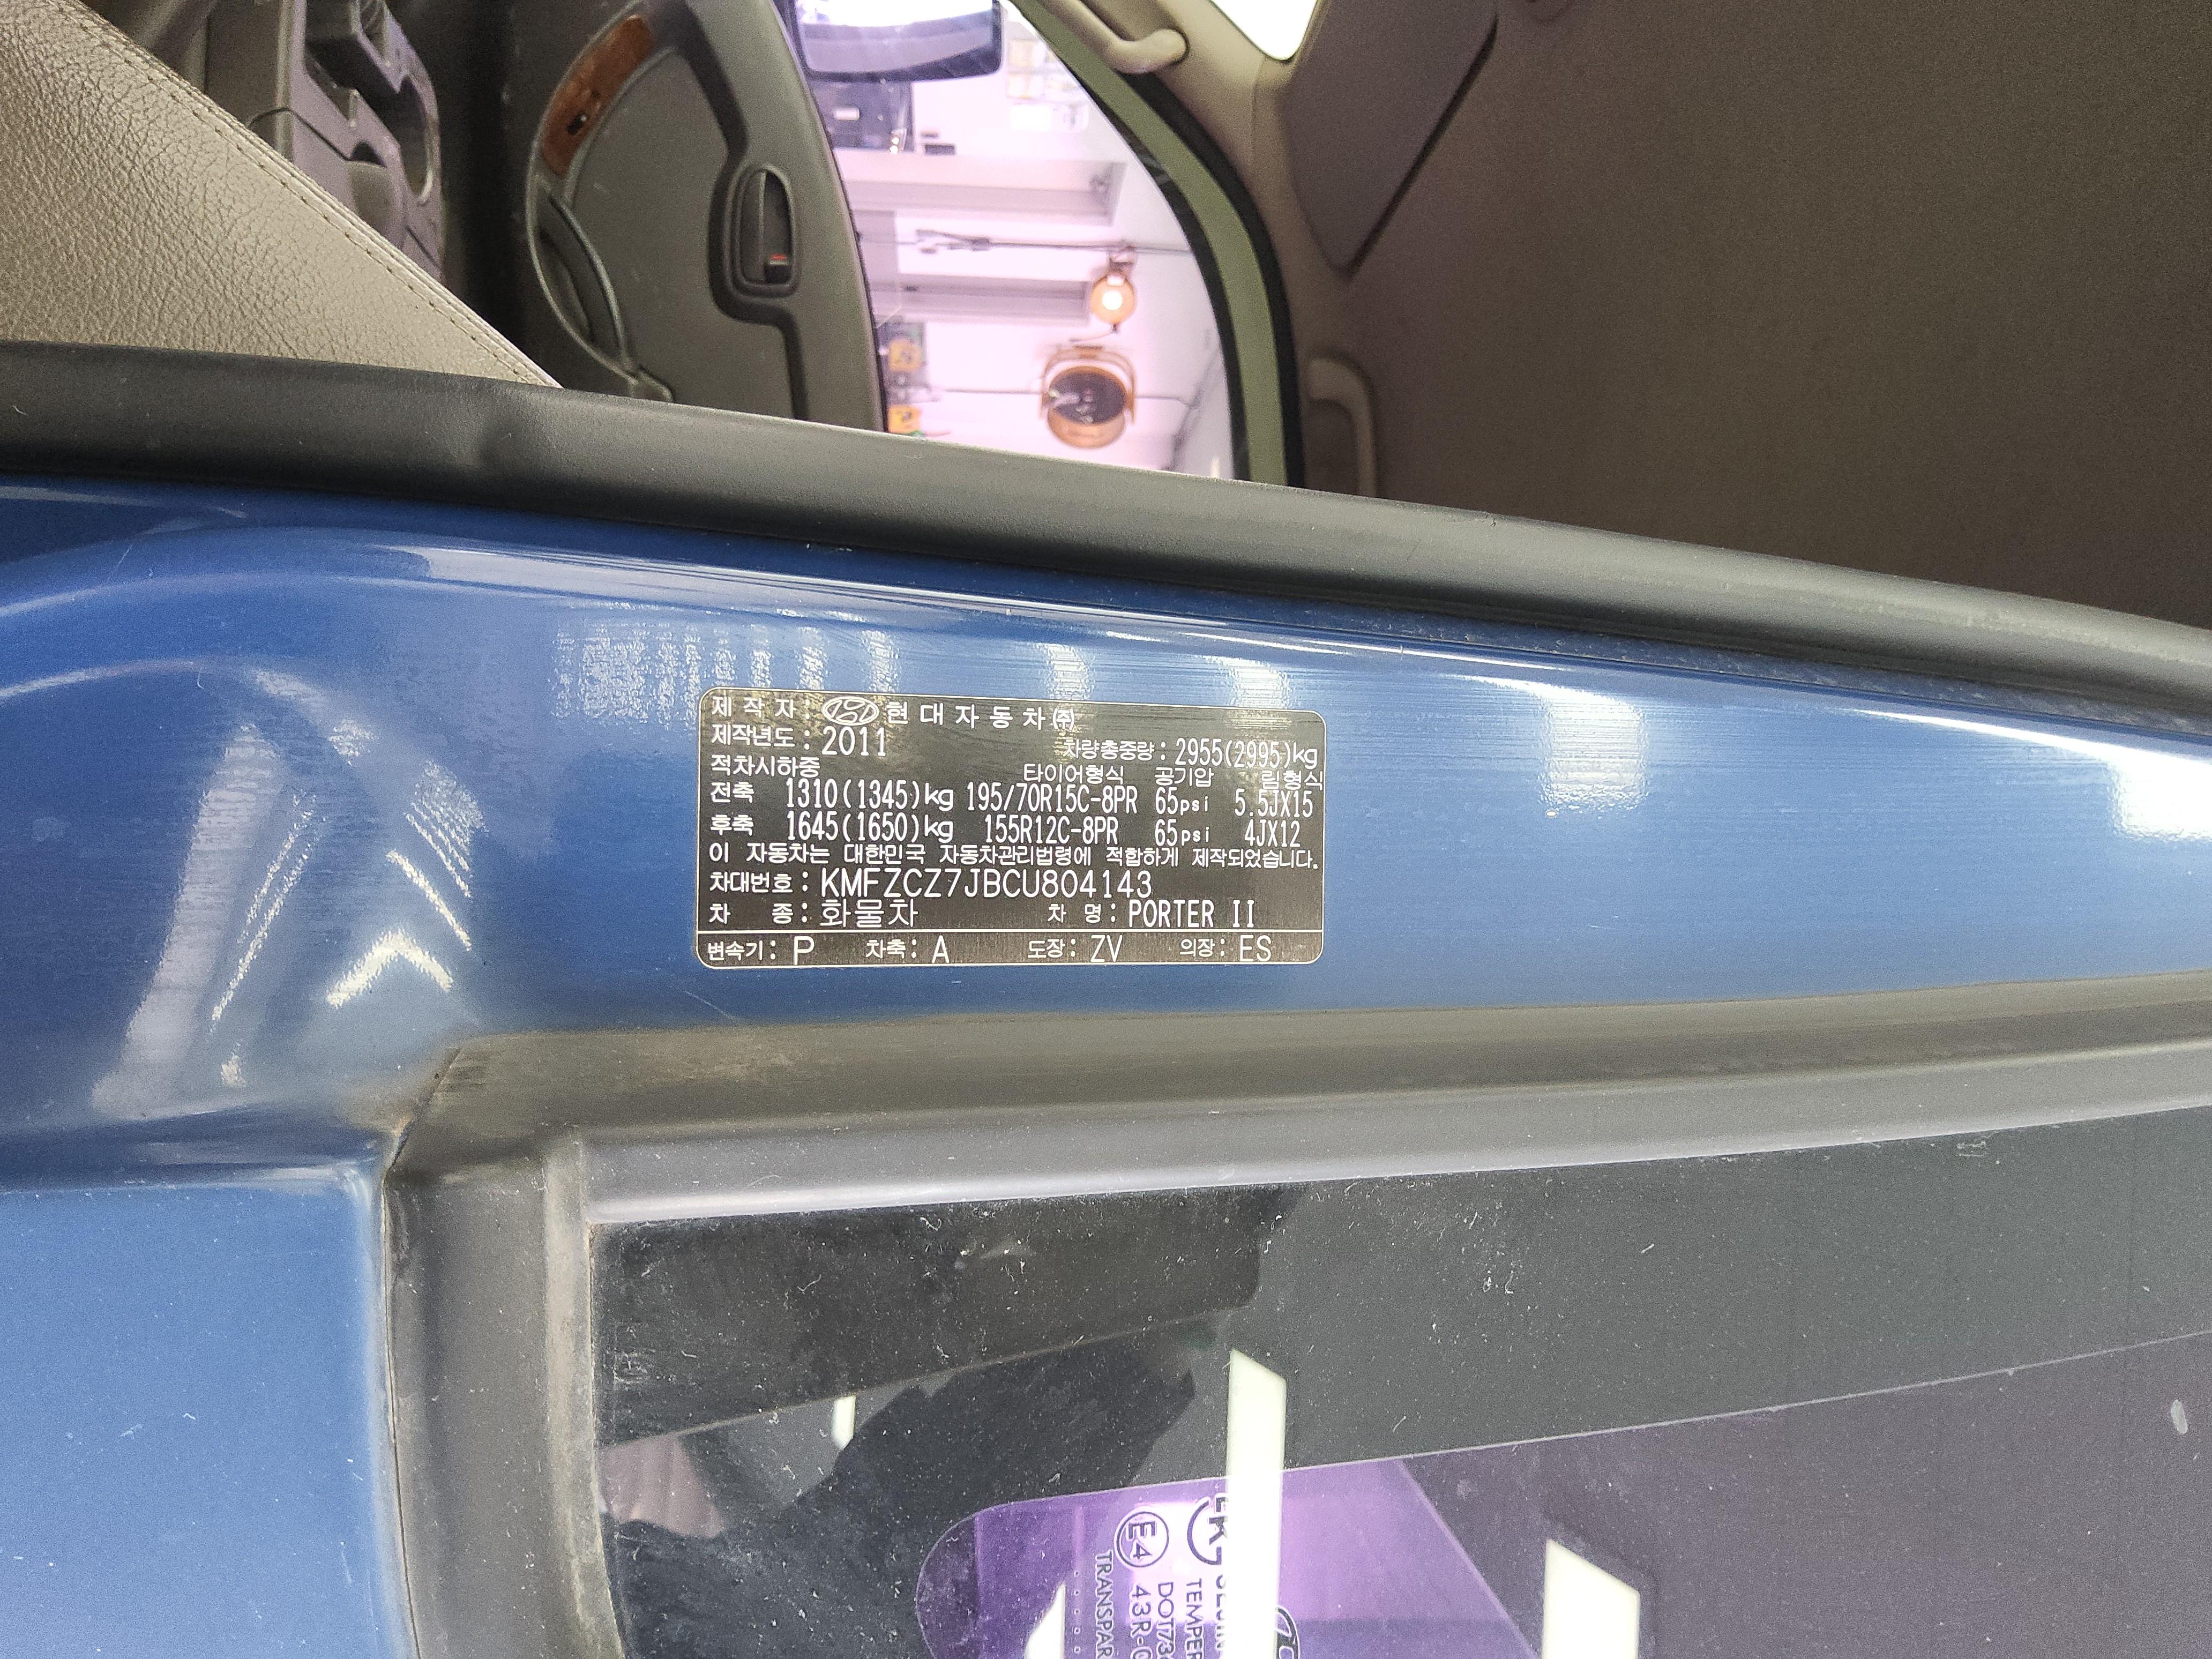 제 작 자 : 현 대 자 동 차 ㈜
제작년도 : 2011 차량총중량 : 2955(2995)kg
적차시하중 타이어형식 공기압 림형식
전축 1310(1345)kg 195/70R15C-8PR 65psi 5.5JX15
후축 1645(1650)kg 155R12C-8PR 65psi 4JX12
이 자동차는 대한민국 자동차관리법령에 적합하게 제작되었습니다.
차대번호 : KMFZCZ7JBCU804143
차 종 : 화물차 차 명 : PORTER II
변속기 : P 차축 : A 도장 : ZV 의장 : ES
TEMPER
E4 43R-0
TRANSPAR